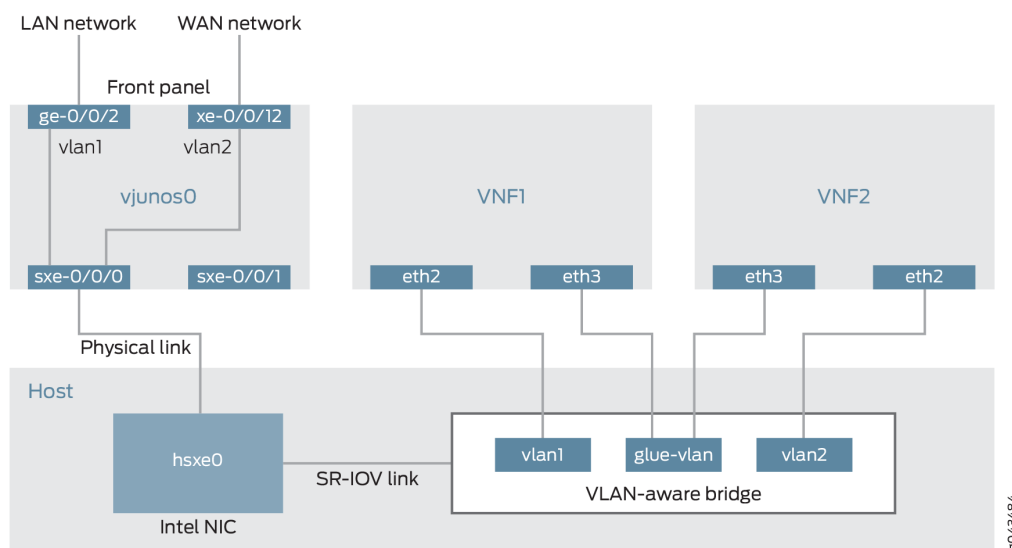 LAN network
WAN network
Front panel
ge-0/0/2
xe-0/0/12
vlan1
vlan2
vjunos0
VNF1
VNF2
sxe-0/0/0
sxe-0/0/1
eth2
eth3
eth3
eth2
Physical link
Host
hsxe0
SR-IOV link
vlan1
glue-vlan
vlan2
VLAN-aware bridge
Intel NIC